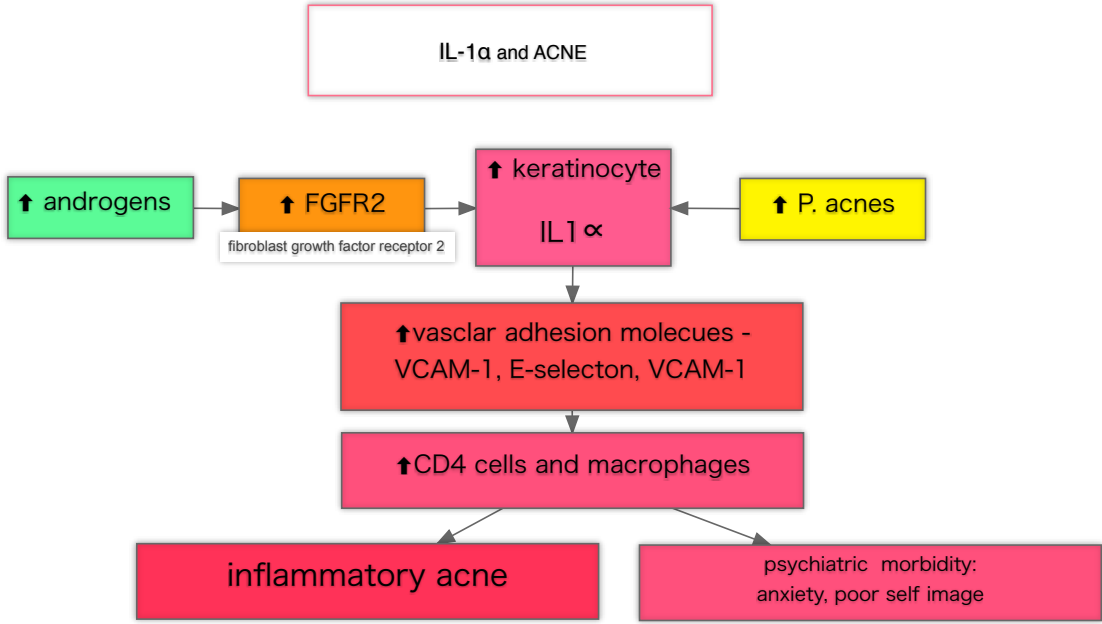 IL-1α and ACNE
⬆ androgens
⬆ FGFR2
fibroblast growth factor receptor 2
⬆ keratinocyte
IL1∝
⬆ P. acnes
⬆vasclar adhesion molecues -
VCAM-1, E-selecton, VCAM-1
⬆CD4 cells and macrophages
inflammatory acne
psychiatric morbidity:
anxiety, poor self image